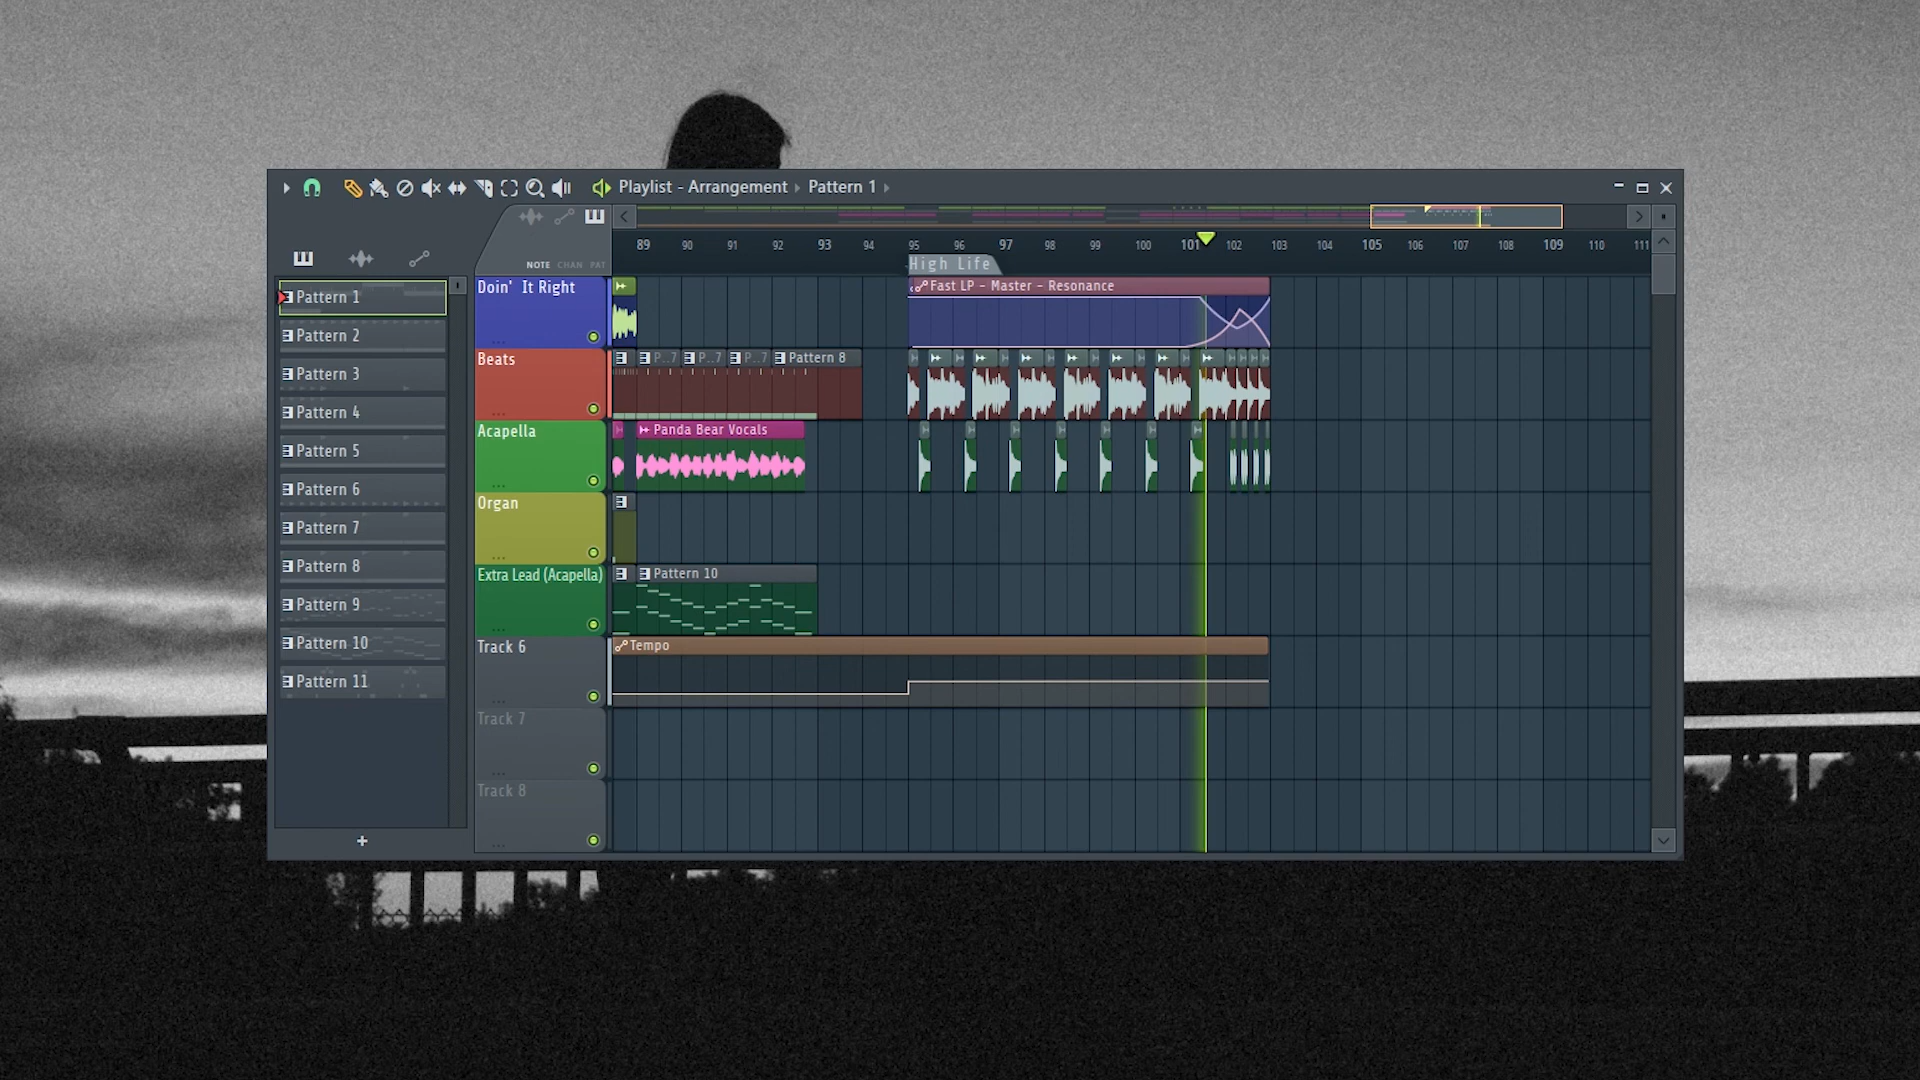 Playlist - Arrangement Pattern 1
NOTE CHAN PAT
89 90 91 92 93 94 95 96 97 98 99 100 101 102 103 104 105 106 107 108 109 110 111
High Life
Pattern 1
Pattern 2
Pattern 3
Pattern 4
Pattern 5
Pattern 6
Pattern 7
Pattern 8
Pattern 9
Pattern 10
Pattern 11
Doin' It Right
Fast LP - Master - Resonance
Beats
P..7 P..7 P..7 Pattern 8
Acapella
Panda Bear Vocals
Organ
Extra Lead (Acapella)
Pattern 10
Track 6
Tempo
Track 7
Track 8